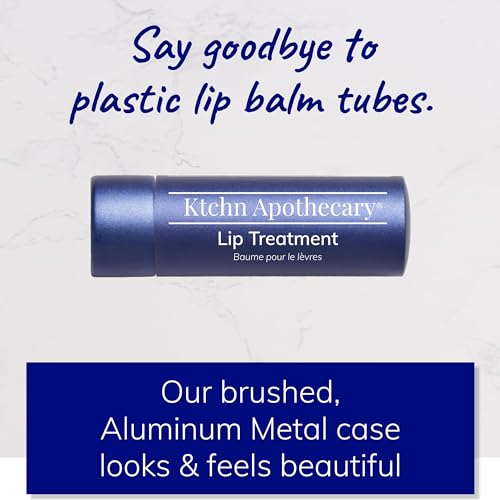 Say goodbye to
plastic lip balm tubes.
Ktchn Apothecary®
Lip Treatment
Baume pour le lèvres
Our brushed,
Aluminum Metal case
looks & feels beautiful